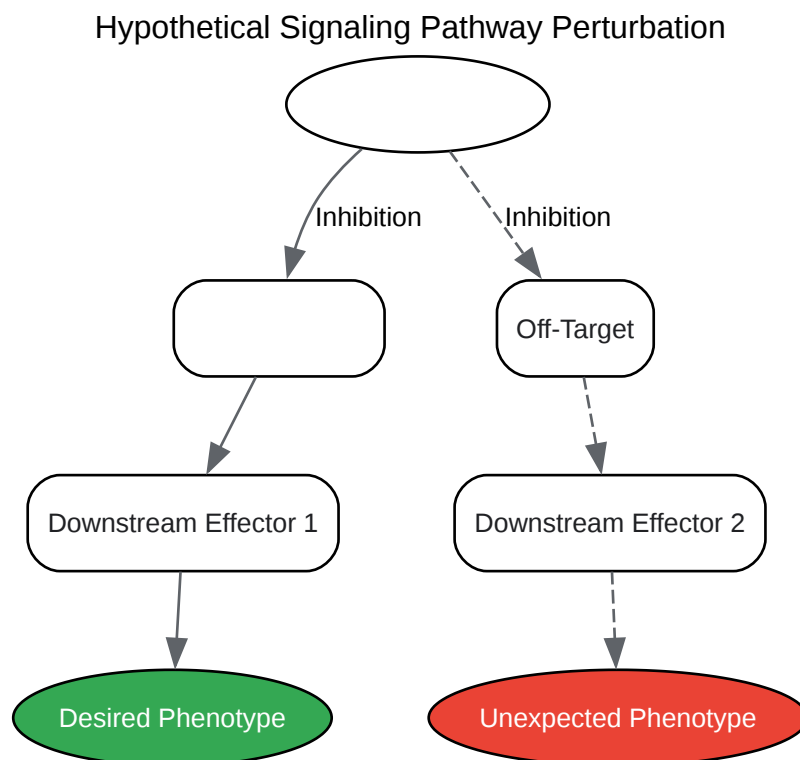 Hypothetical Signaling Pathway Perturbation
Inhibition
Inhibition
Off-Target
Downstream Effector 1
Downstream Effector 2
Desired Phenotype
Unexpected Phenotype